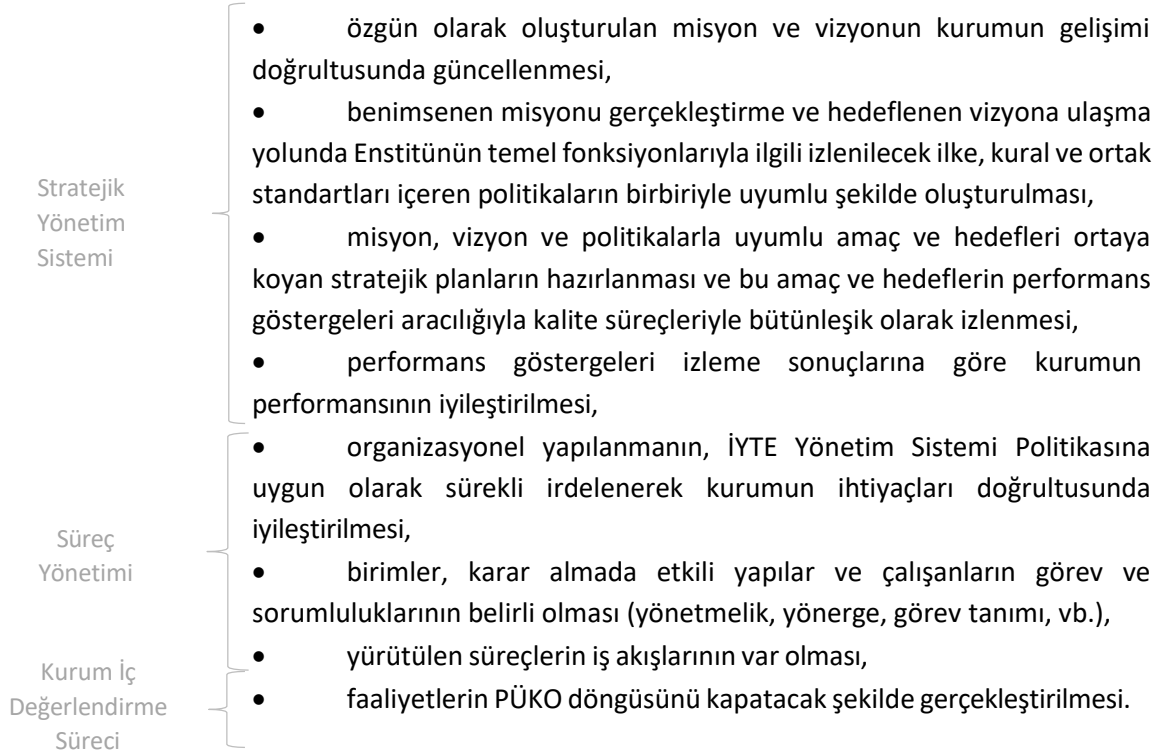 • özgün olarak oluşturulan misyon ve vizyonun kurumun gelişimi
doğrultusunda güncellenmesi,
• benimsenen misyonu gerçekleştirme ve hedeflenen vizyona ulaşma
yolunda Enstitünün temel fonksiyonlarıyla ilgili izlenilecek ilke, kural ve ortak
standartları içeren politikaların birbiriyle uyumlu şekilde oluşturulması,
• misyon, vizyon ve politikalarla uyumlu amaç ve hedefleri ortaya
koyan stratejik planların hazırlanması ve bu amaç ve hedeflerin performans
göstergeleri aracılığıyla kalite süreçleriyle bütünleşik olarak izlenmesi,
• performans göstergeleri izleme sonuçlarına göre kurumun
performansının iyileştirilmesi,
Stratejik
Yönetim
Sistemi
• organizasyonel yapılanmanın, İYTE Yönetim Sistemi Politikasına
uygun olarak sürekli irdelenerek kurumun ihtiyaçları doğrultusunda
iyileştirilmesi,
• birimler, karar almada etkili yapılar ve çalışanların görev ve
sorumluluklarının belirli olması (yönetmelik, yönerge, görev tanımı, vb.),
• yürütülen süreçlerin iş akışlarının var olması,
Süreç
Yönetimi
• faaliyetlerin PÜKO döngüsünü kapatacak şekilde gerçekleştirilmesi.
Kurum İç
Değerlendirme
Süreci